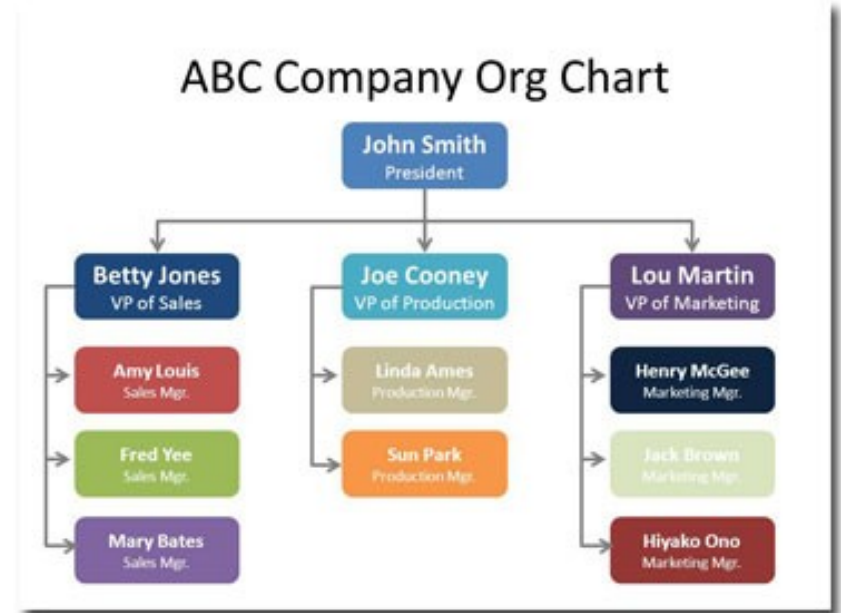 ABC Company Org Chart
John Smith
President
Betty Jones
VP of Sales
Amy Louis
Sales Mgr.
Fred Yee
Sales Mgr.
Mary Bates
Sales Mgr.
Joe Cooney
VP of Production
Linda Ames
Production Mgr.
Sun Park
Production Mgr.
Lou Martin
VP of Marketing
Henry McGee
Marketing Mgr.
Jack Brown
Marketing Mgr.
Hiyako Ono
Marketing Mgr.